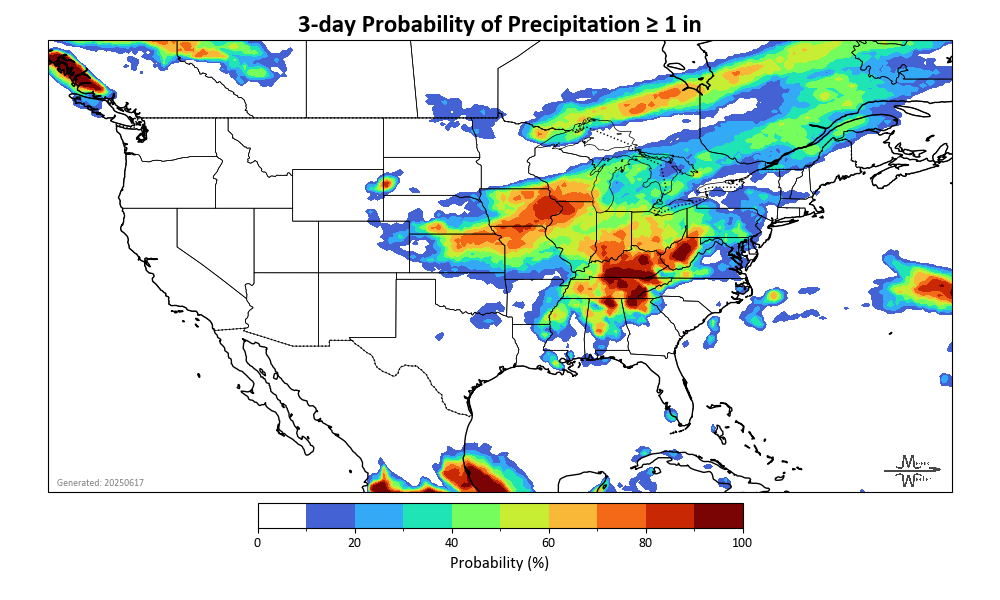 3-day Probability of Precipitation ≥ 1 in
Generated: 20250617
0 20 40 60 80 100
Probability (%)